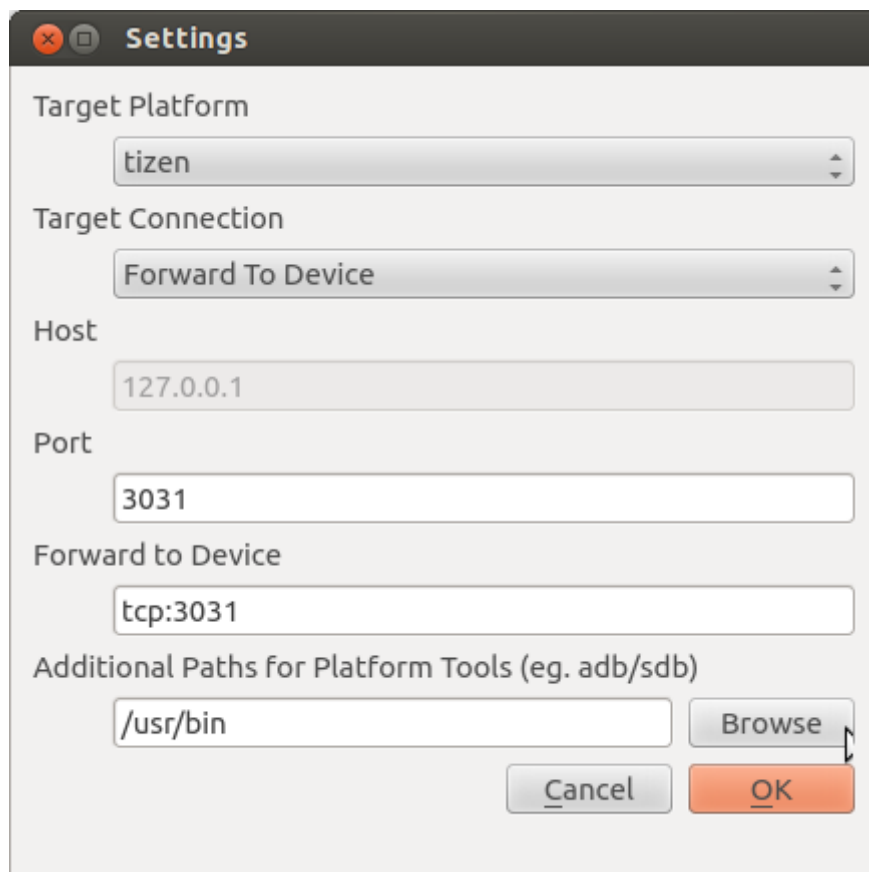 Settings
Target Platform
tizen
Target Connection
Forward To Device
Host
127.0.0.1
Port
3031
Forward to Device
tcp:3031
Additional Paths for Platform Tools (eg. adb/sdb)
/usr/bin Browse
Cancel OK